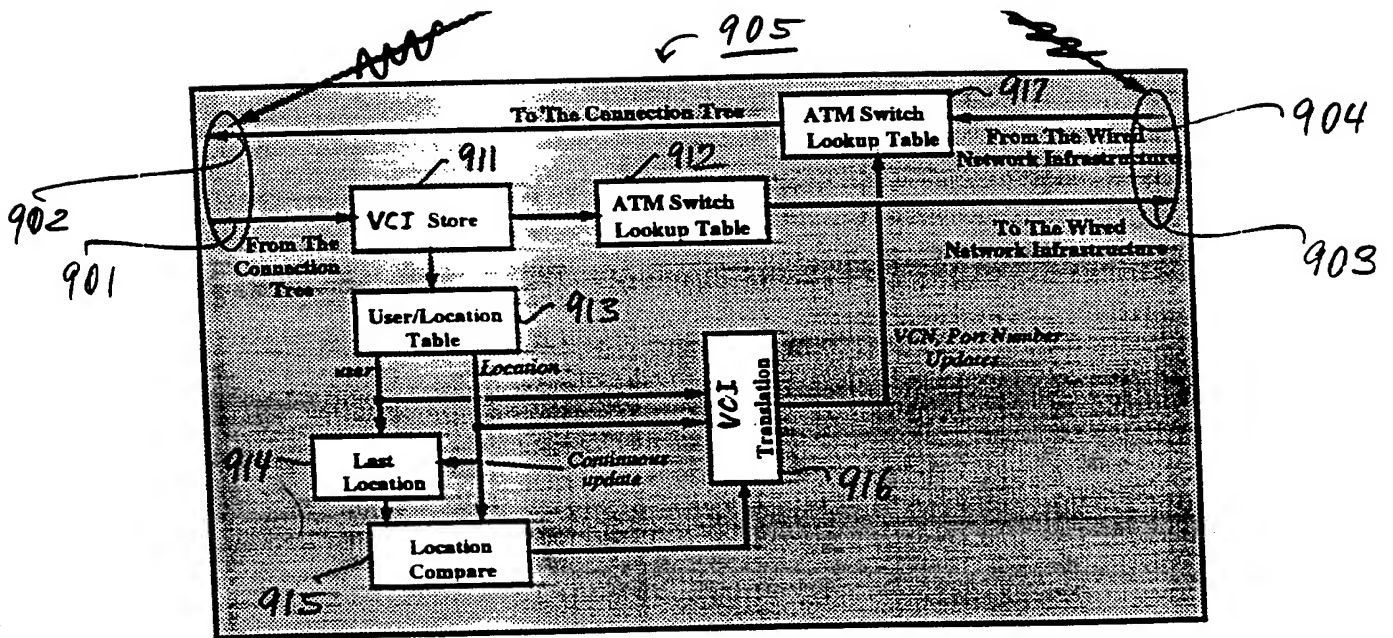 905
917
To The Connection Tree
ATM Switch
Lookup Table
904
From The Wired
Network Infrastructure
911
912
902
VCI Store
ATM Switch
Lookup Table
To The Wired
Network Infrastructure
903
From The
Connection
Tree
901
User/Location
Table
913
user
Location
VCN, Port Number
Updates
VCI
Translation
914
Last
Location
Continuous
update
916
Location
Compare
915